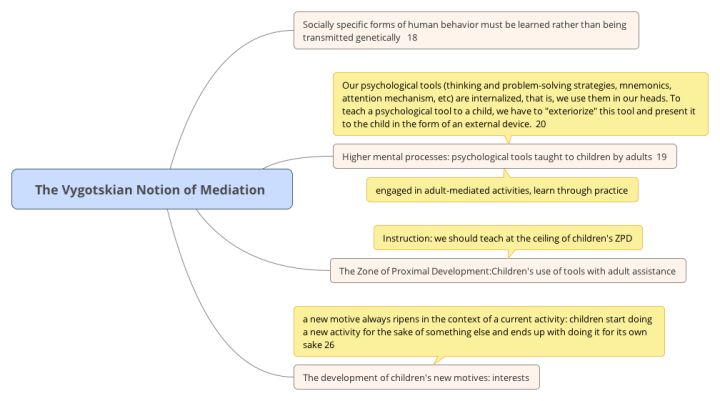 Socially specific forms of human behavior must be learned rather than being
transmitted genetically 18
Our psychological tools (thinking and problem-solving strategies, mnemonics,
attention mechanism, etc) are internalized, that is, we use them in our heads. To
teach a psychological tool to a child, we have to "exteriorize" this tool and present it
to the child in the form of an external device. 20
Higher mental processes: psychological tools taught to children by adults 19
The Vygotskian Notion of Mediation
engaged in adult-mediated activities, learn through practice
Instruction: we should teach at the ceiling of children's ZPD
The Zone of Proximal Development:Children's use of tools with adult assistance
a new motive always ripens in the context of a current activity: children start doing
a new activity for the sake of something else and ends up with doing it for its own
sake 26
The development of children's new motives: interests